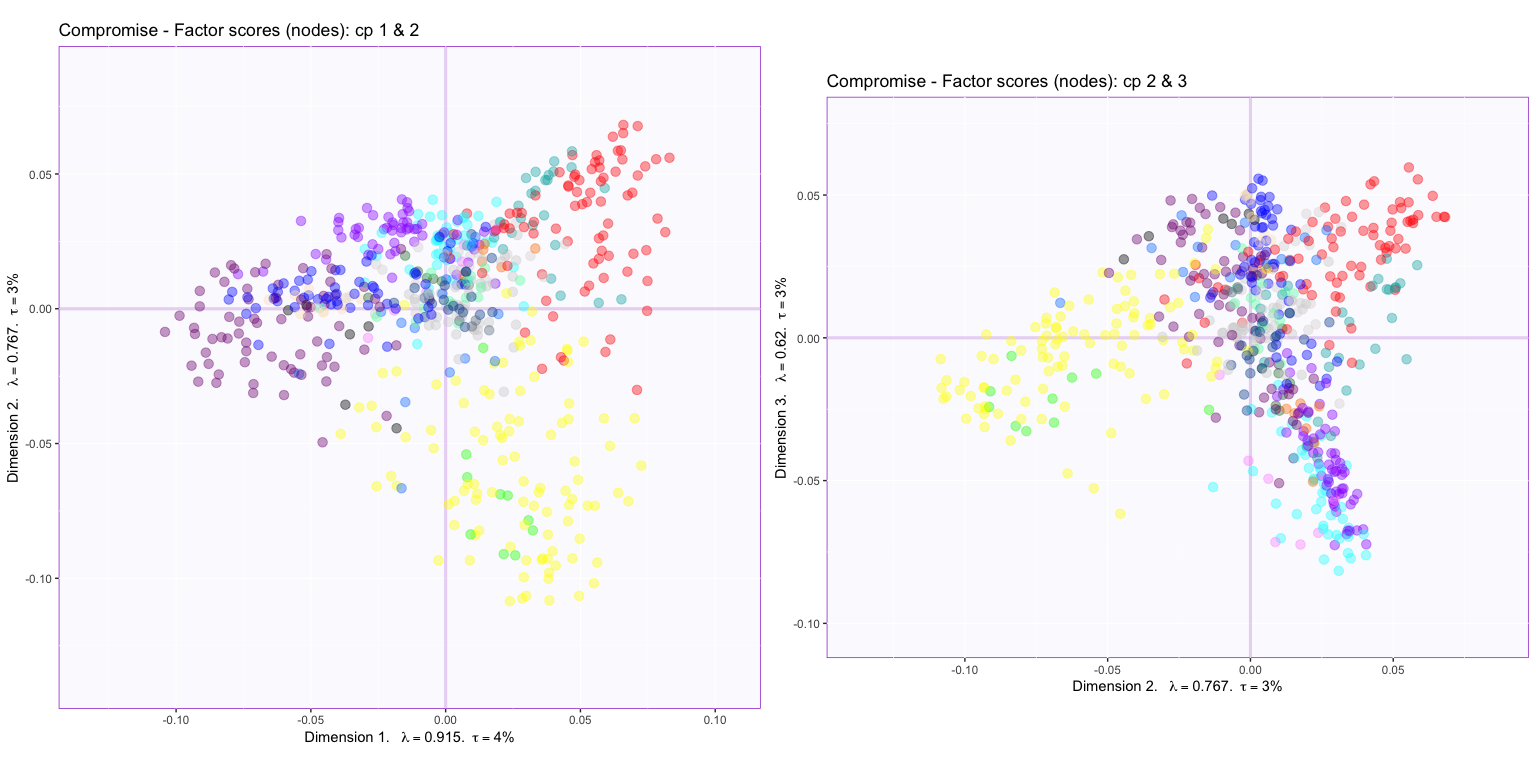 Compromise - Factor scores (nodes): cp 1 & 2
0.05
0.00
-0.05
-0.10
Dimension 2. λ = 0.767. τ = 3%
-0.10
-0.05
0.00
0.05
0.10
Dimension 1. λ = 0.915. τ = 4%
Compromise - Factor scores (nodes): cp 2 & 3
0.05
0.00
-0.05
-0.10
Dimension 3. λ = 0.62. τ = 3%
-0.10
-0.05
0.00
0.05
Dimension 2. λ = 0.767. τ = 3%